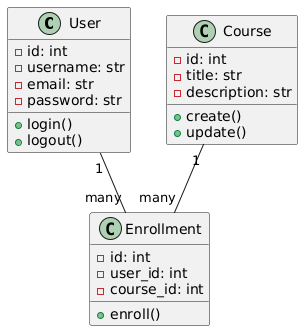 C User
id: int
username: str
email: str
password: str
login()
logout()
C Course
id: int
title: str
description: str
create()
update()
1
1
many
many
C Enrollment
id: int
user_id: int
course_id: int
enroll()